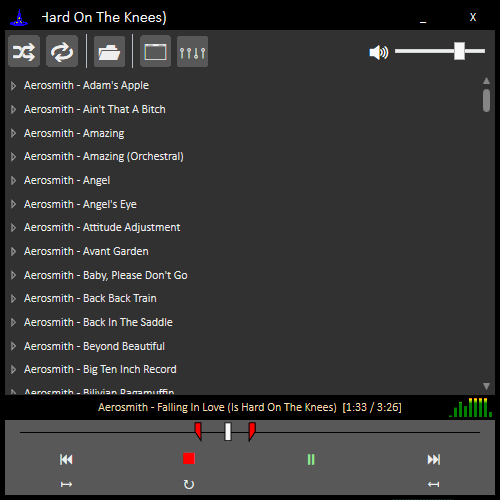 Hard On The Knees)
Aerosmith - Adam's Apple
Aerosmith - Ain't That A Bitch
Aerosmith - Amazing
Aerosmith - Amazing (Orchestral)
Aerosmith - Angel
Aerosmith - Angel's Eye
Aerosmith - Attitude Adjustment
Aerosmith - Avant Garden
Aerosmith - Baby, Please Don't Go
Aerosmith - Back Back Train
Aerosmith - Back In The Saddle
Aerosmith - Beyond Beautiful
Aerosmith - Big Ten Inch Record
Aerosmith - Bilivian Ragamuffin
Aerosmith - Falling In Love (Is Hard On The Knees) [1:33 / 3:26]